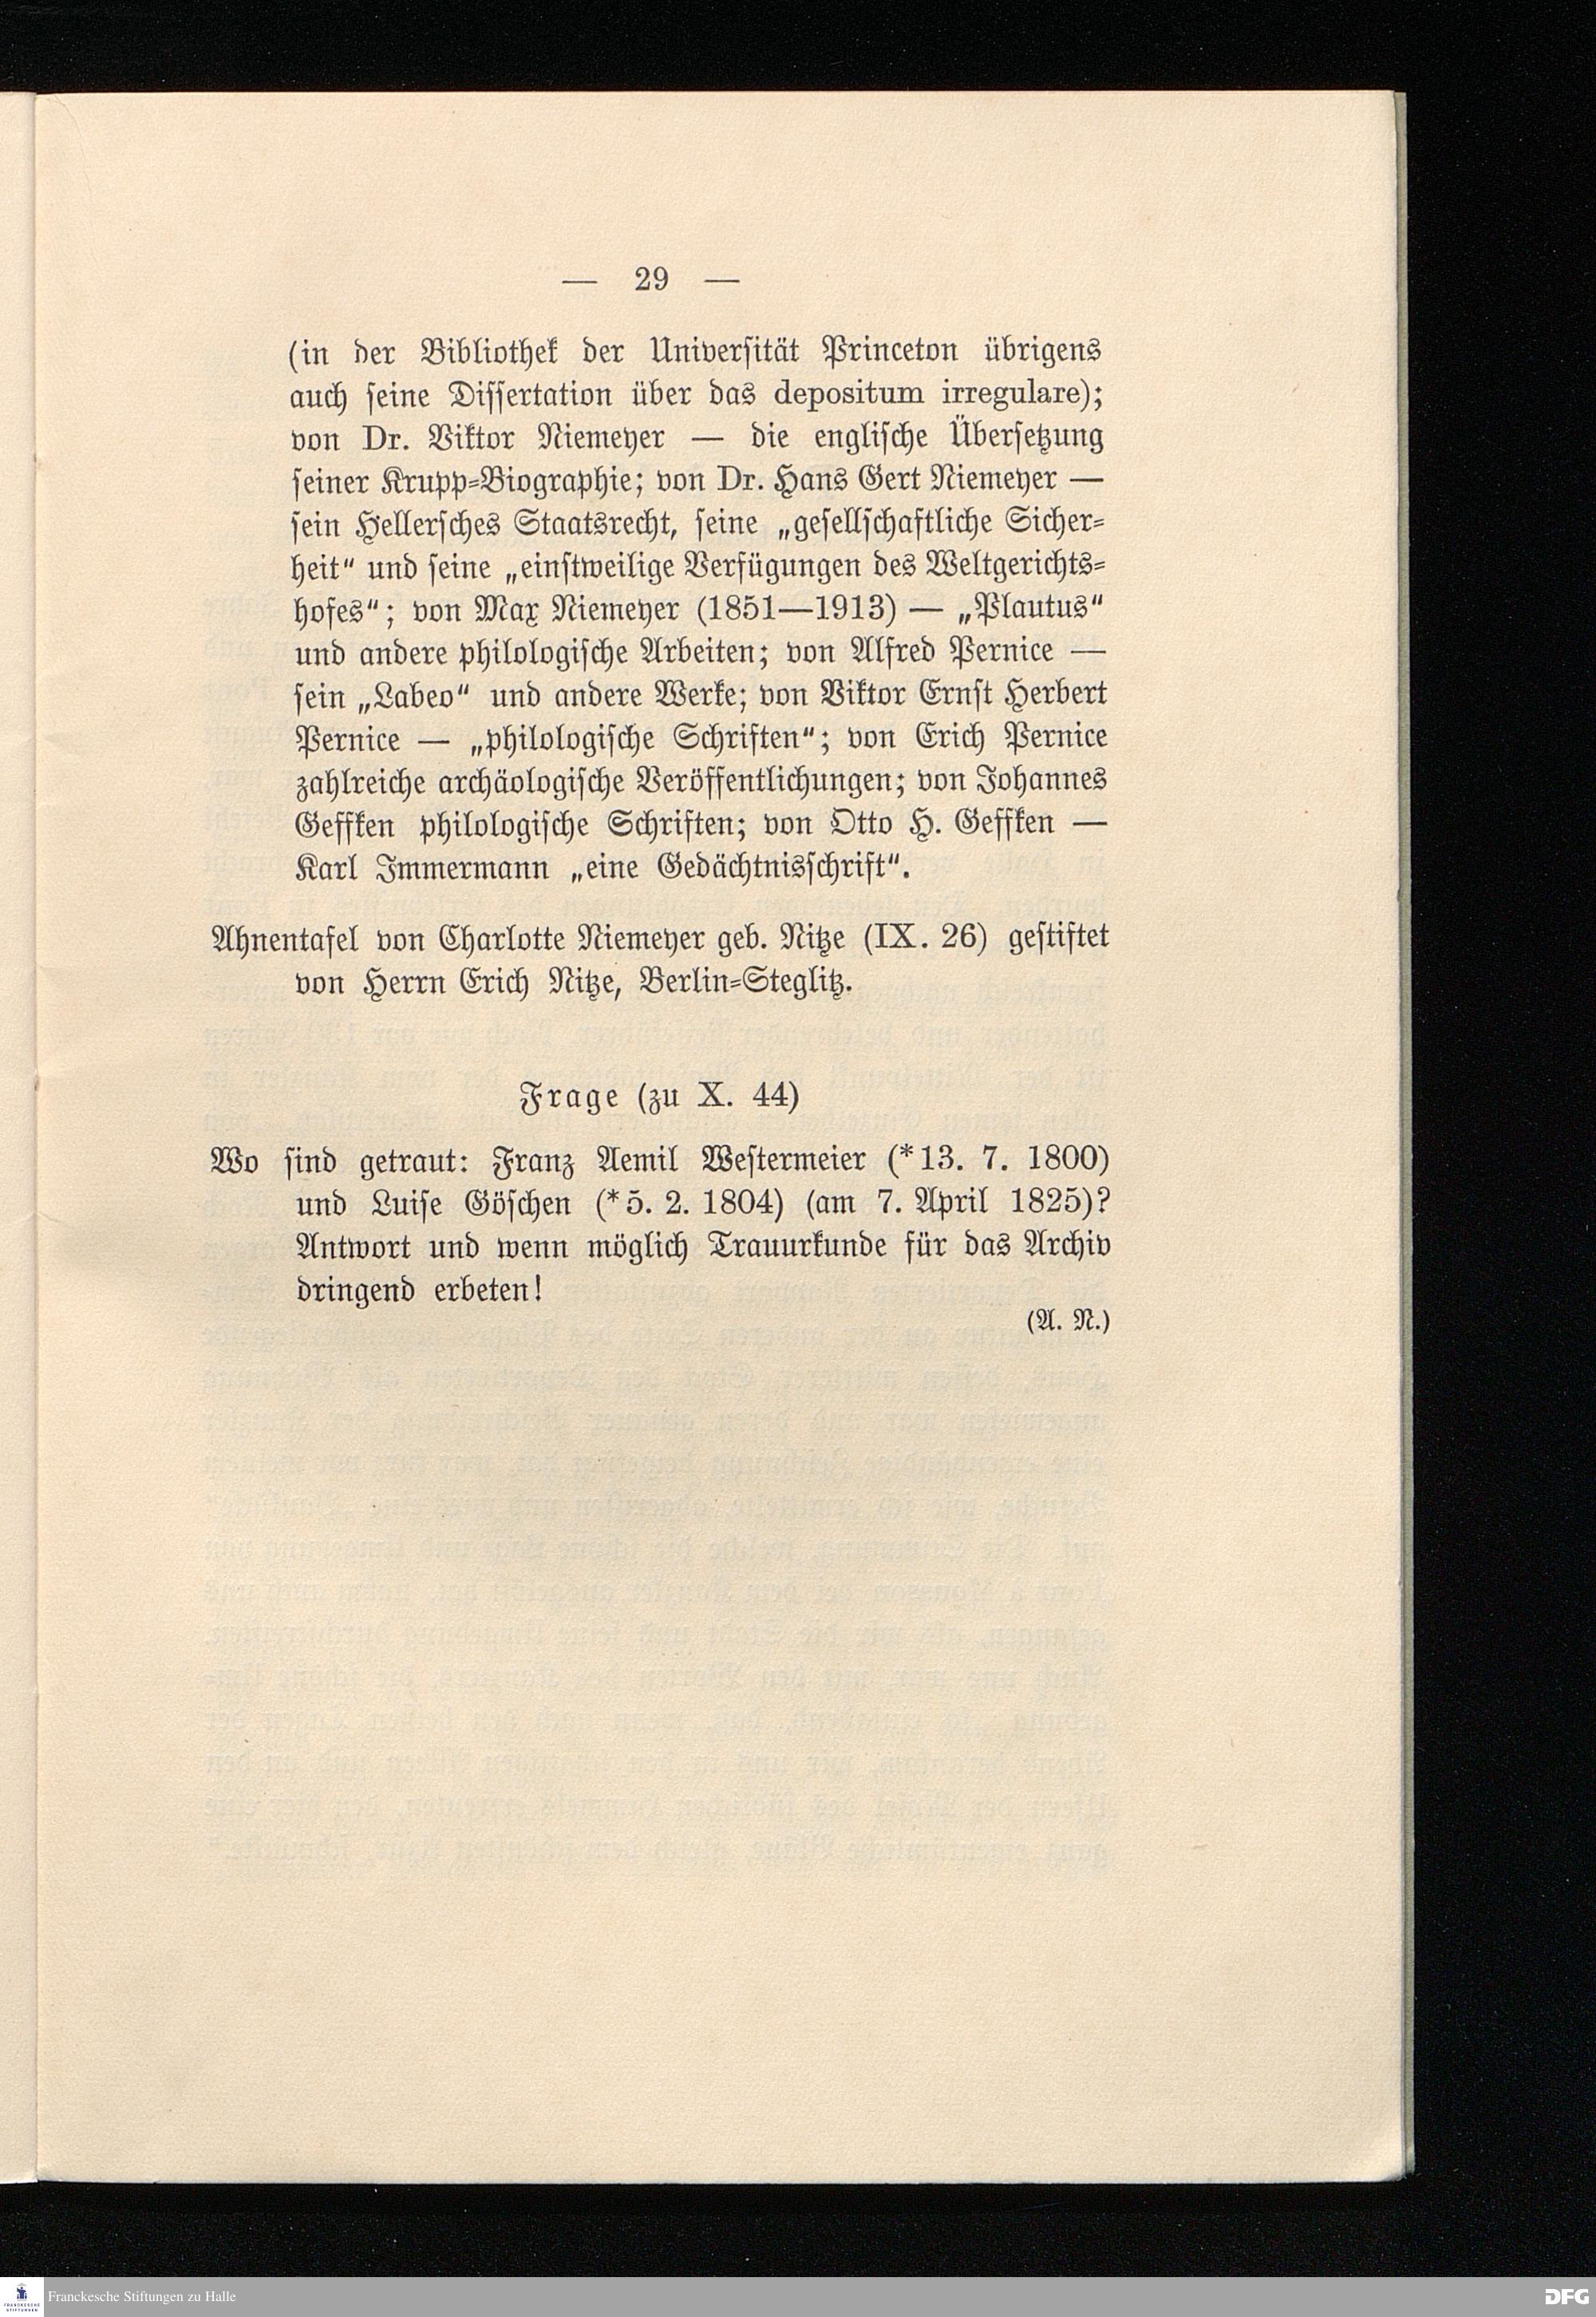 — 29 —
(in der Bibliothek der Universität Princeton übrigens
auch seine Dissertation über das depositum irregulare);
von Dr. Viktor Niemeyer — die englische Übersetzung
seiner Krupp-Biographie; von Dr. Hans Gert Niemeyer —
sein Hellersches Staatsrecht, seine „gesellschaftliche Sicher-
heit“ und seine „einstweilige Verfügungen des Weltgerichts-
hofes“; von Max Niemeyer (1851—1913) — „Plautus“
und andere philologische Arbeiten; von Alfred Pernice —
sein „Labeo“ und andere Werke; von Viktor Ernst Herbert
Pernice — „philologische Schriften“; von Erich Pernice
zahlreiche archäologische Veröffentlichungen; von Johannes
Geffken philologische Schriften; von Otto H. Geffken —
Karl Immermann „eine Gedächtnisschrift“.
Ahnentafel von Charlotte Niemeyer geb. Nitze (IX. 26) gestiftet
von Herrn Erich Nitze, Berlin-Steglitz.
Frage (zu X. 44)
Wo sind getraut: Franz Aemil Westermeier (*13. 7. 1800)
und Luise Göschen (*5. 2. 1804) (am 7. April 1825)?
Antwort und wenn möglich Trauurkunde für das Archiv
dringend erbeten!
(A. N.)
FRANCKESCHE
STIFTUNGEN
Franckesche Stiftungen zu Halle
DFG